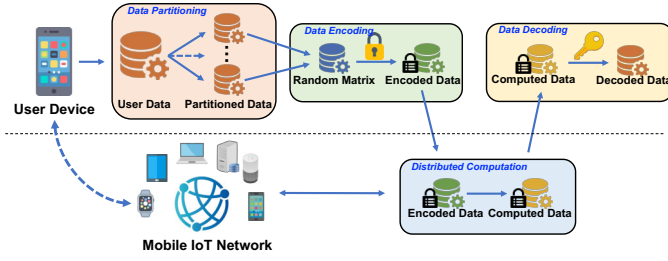 Data Partitioning
Data Encoding
Data Decoding
User Device
User Data
Partitioned Data
Random Matrix
Encoded Data
Computed Data
Decoded Data
Distributed Computation
Encoded Data
Computed Data
Mobile IoT Network